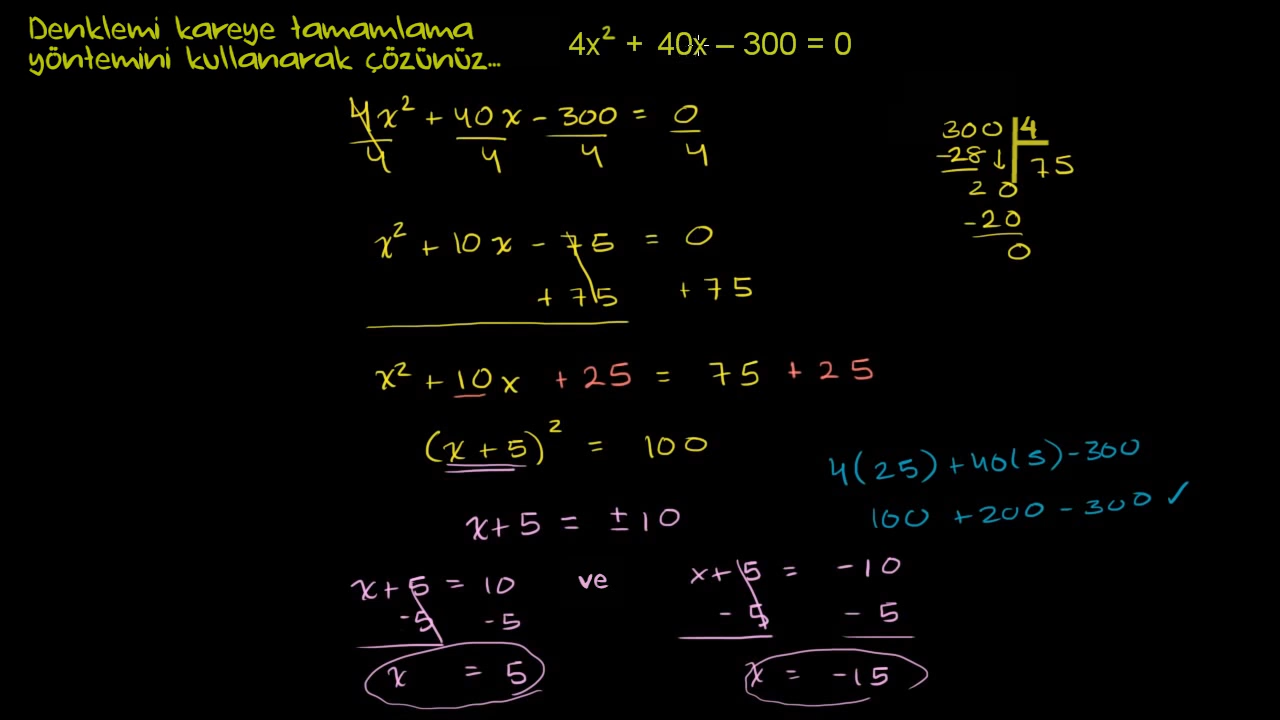 Denklemi kareye tamamlama
yöntemini kullanarak çözünüz...
4x² + 40x – 300 = 0
4x² + 40x - 300 = 0
4 4 4 4
300 4
-28 75
20
-20
0
x² + 10x - 75 = 0
+ 75 + 75
x² + 10x + 25 = 75 + 25
(x + 5)² = 100
4(25) + 40(5) - 300
100 + 200 - 300 ✓
x + 5 = ± 10
x + 5 = 10 ve x + 5 = -10
-5 -5 - 5 - 5
x = 5 x = -15